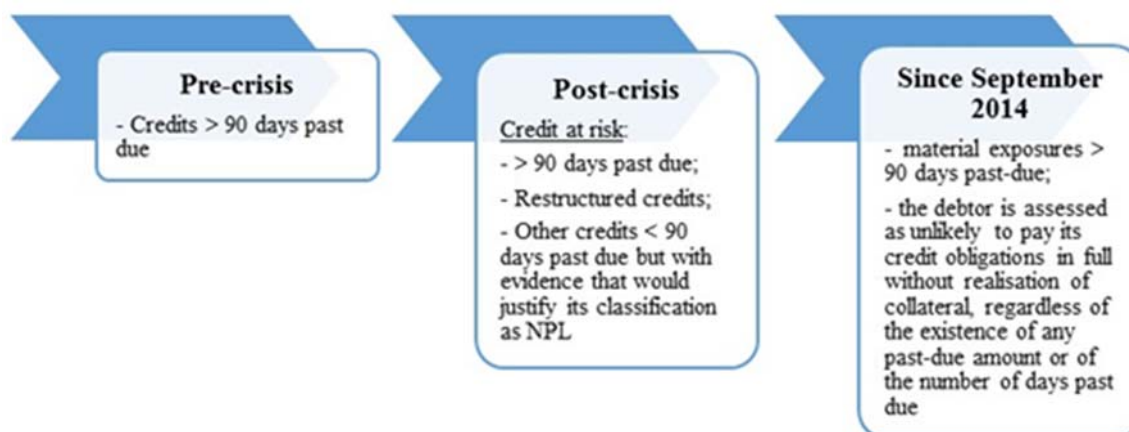 Pre-crisis
- Credits > 90 days past
due
Post-crisis
Credit at risk:
- > 90 days past due;
- Restructured credits;
- Other credits < 90
days past due but with
evidence that would
justify its classification
as NPL
Since September
2014
- material exposures >
90 days past-due;
- the debtor is assessed
as unlikely to pay its
credit obligations in full
without realisation of
collateral, regardless of
the existence of any
past-due amount or of
the number of days past
due